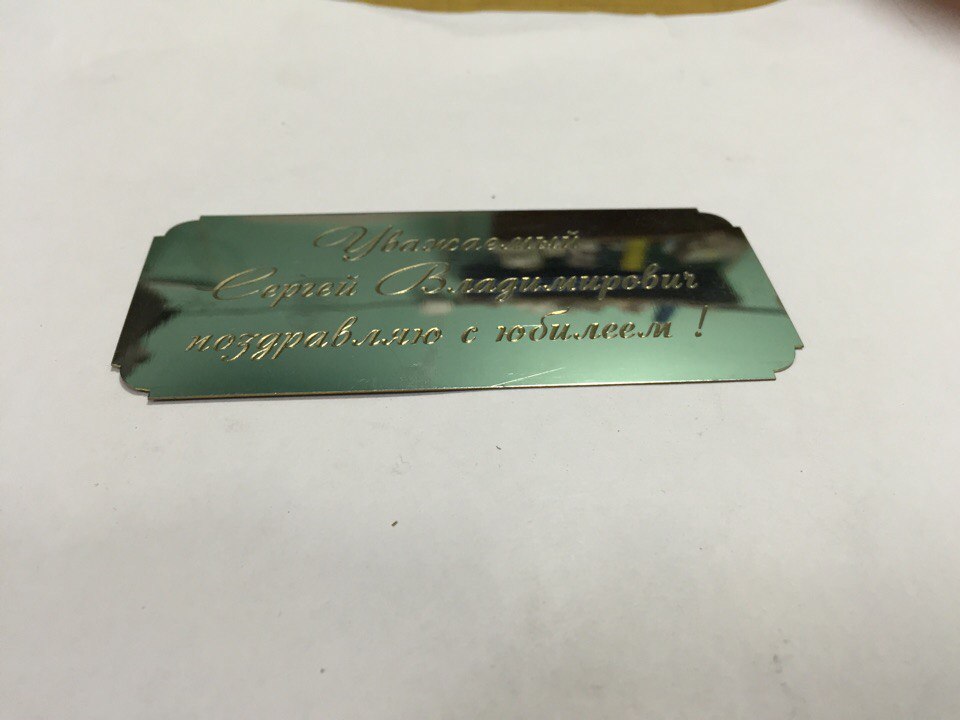 Уважаемый
Сергей Владимирович
поздравляю с юбилеем !